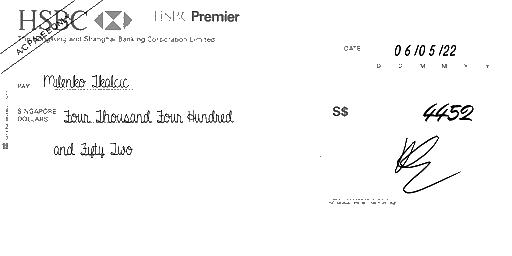 HSBC HSBC Premier
The Hongkong and Shanghai Banking Corporation Limited
A/C PAYEE ONLY
DATE 06/05/22
D D M M Y Y
PAY Milenko Tkalcic
SINGAPORE DOLLARS Four Thousand Four Hundred
and Fifty Two
S$ 4452